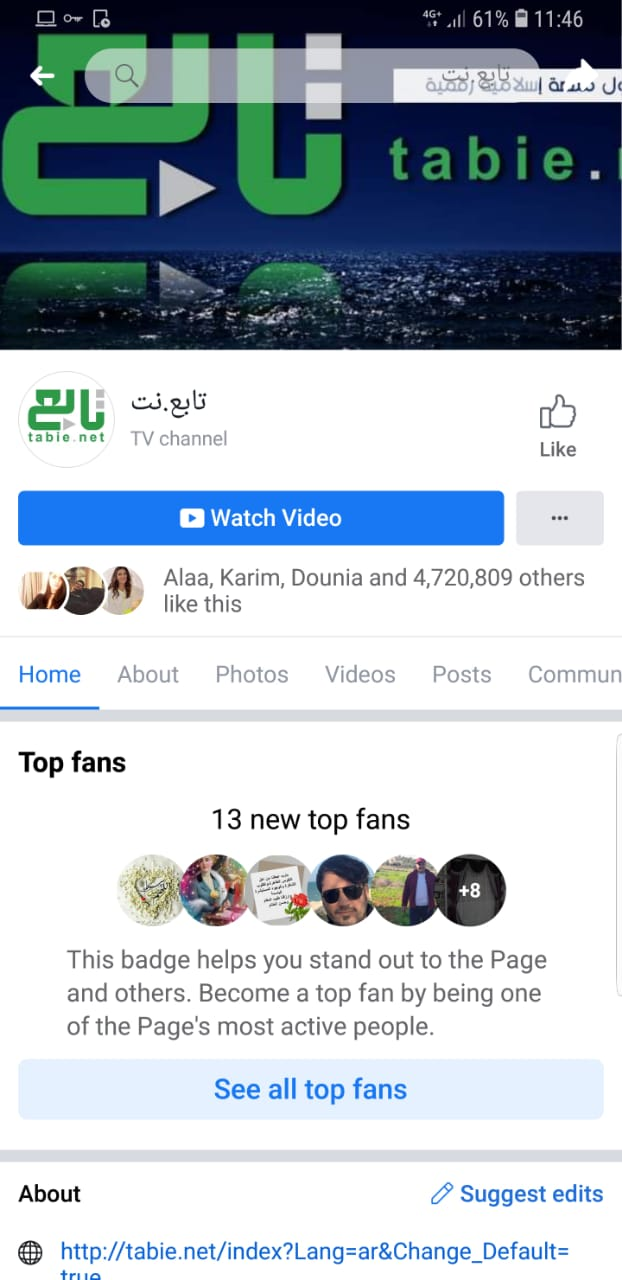 4G+ 61% 11:46
تابع.نت
إسلامية رقمية
تابع
tabie.
تابع.نت
تابع
tabie.net
TV channel
Like
Watch Video
Alaa, Karim, Dounia and 4,720,809 others
like this
Home About Photos Videos Posts Commun
Top fans
13 new top fans
+8
This badge helps you stand out to the Page
and others. Become a top fan by being one
of the Page's most active people.
See all top fans
About Suggest edits
http://tabie.net/index?Lang=ar&Change_Default=
true